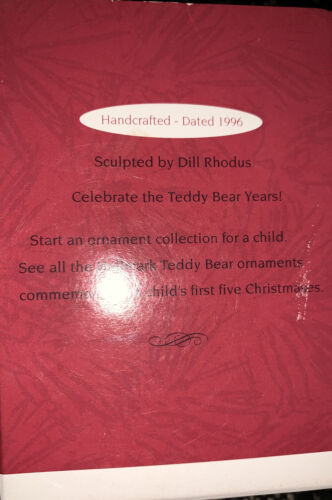 Handcrafted - Dated 1996
Sculpted by Dill Rhodus
Celebrate the Teddy Bear Years!
Start an ornament collection for a child.
See all the Hallmark Teddy Bear ornaments
child's first five Christmases.